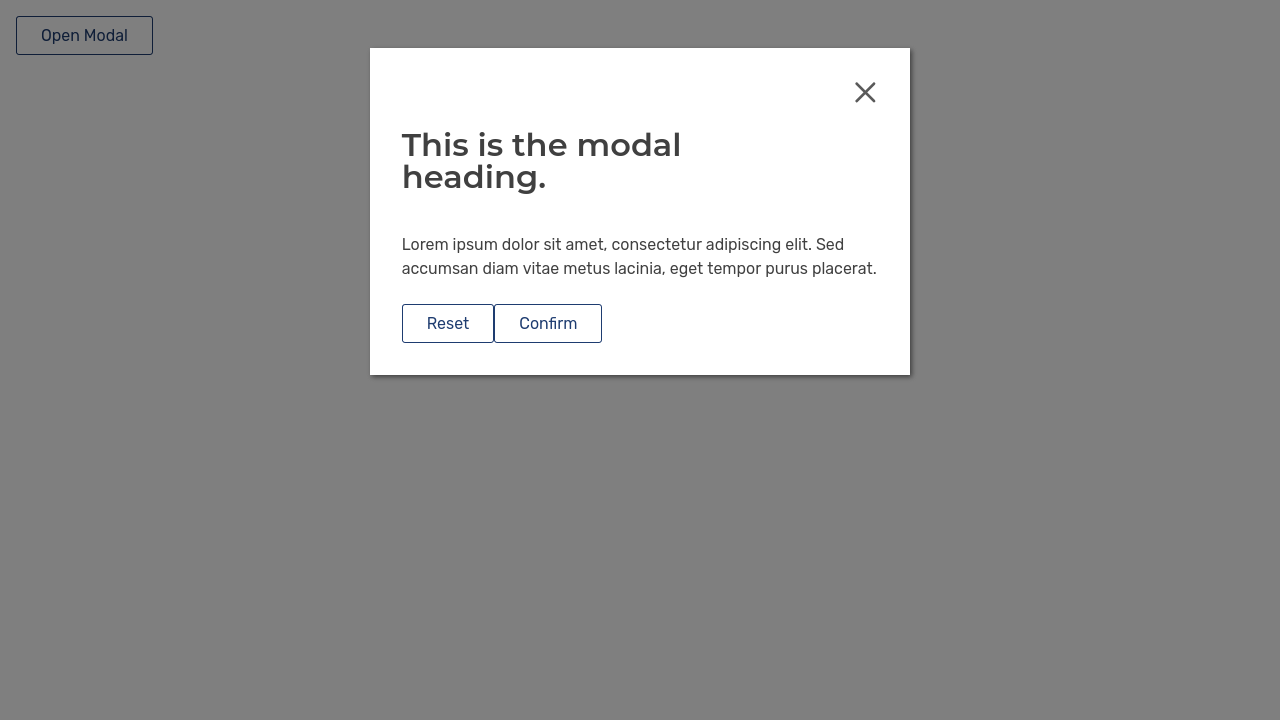 Open Modal
This is the modal
heading.
Lorem ipsum dolor sit amet, consectetur adipiscing elit. Sed
accumsan diam vitae metus lacinia, eget tempor purus placerat.
Reset Confirm